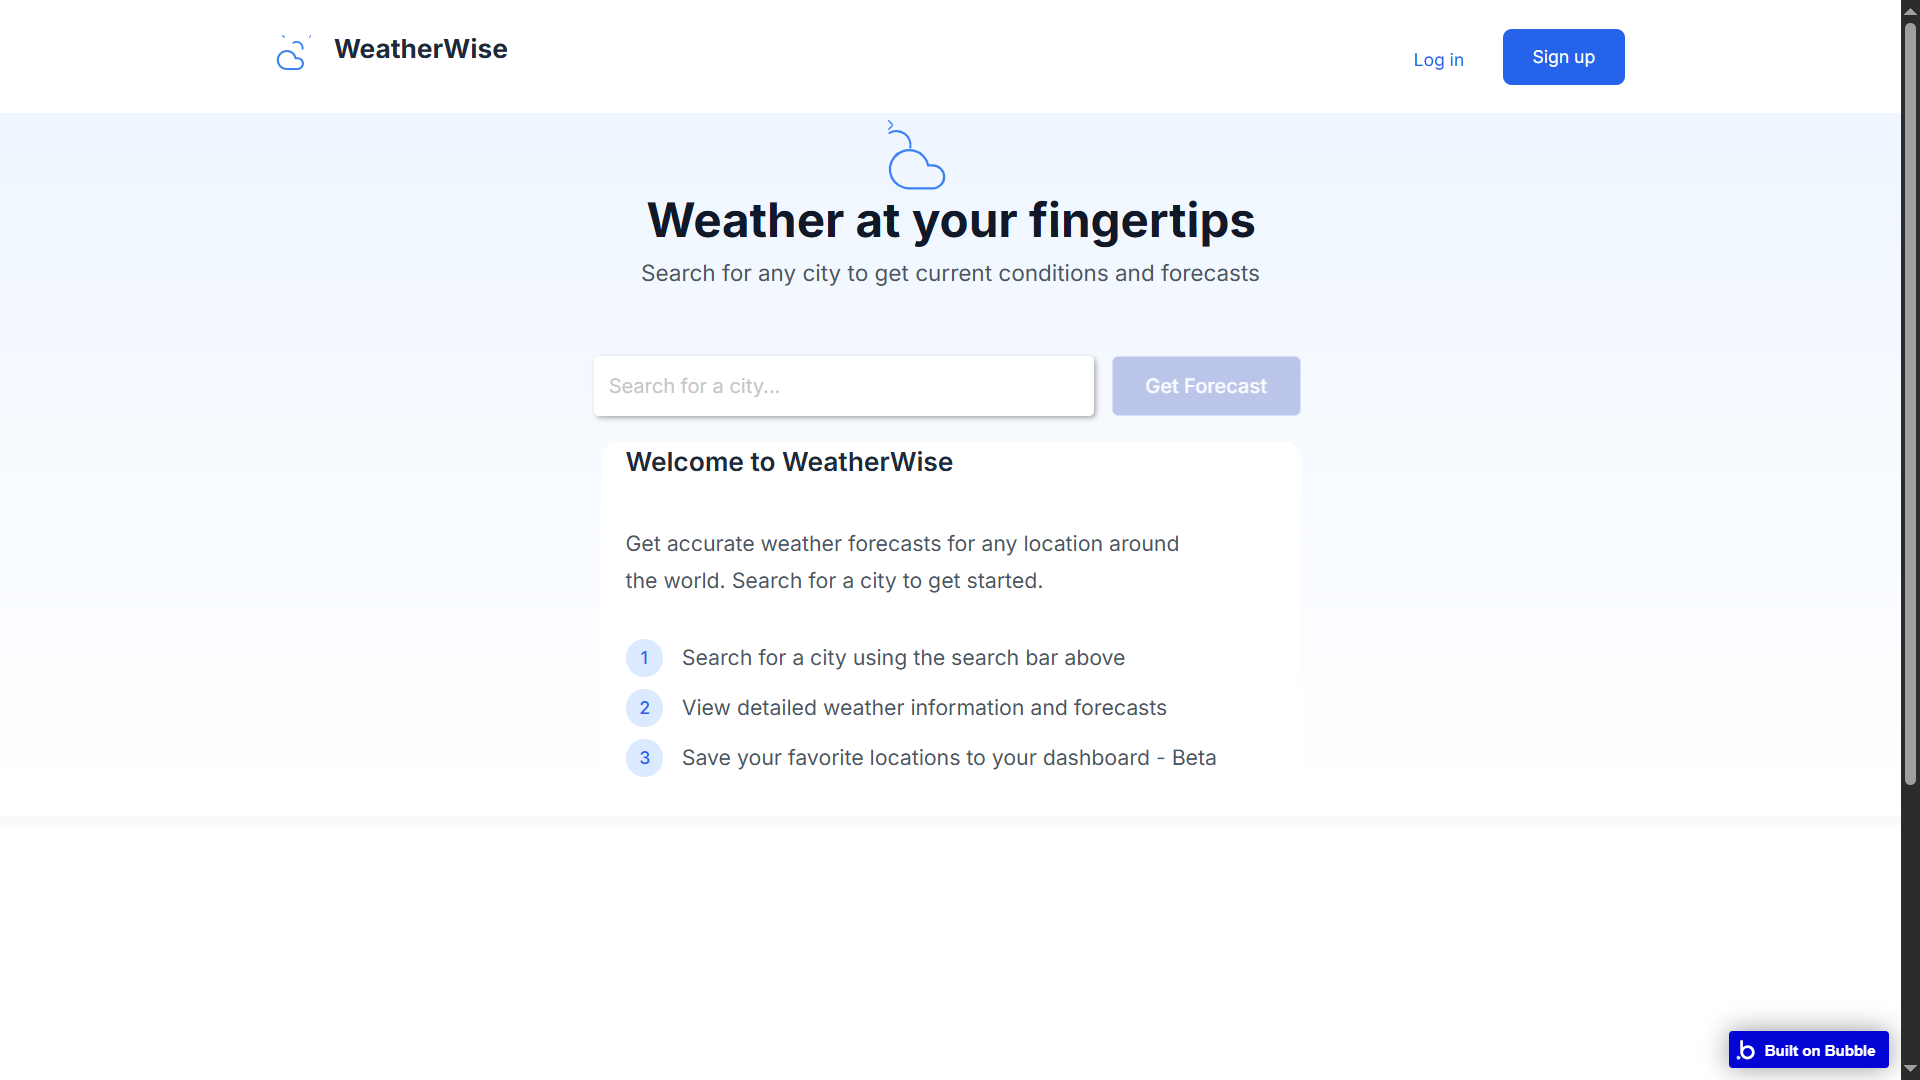 WeatherWise
Log in
Sign up
Weather at your fingertips
Search for any city to get current conditions and forecasts
Search for a city...
Get Forecast
Welcome to WeatherWise
Get accurate weather forecasts for any location around
the world. Search for a city to get started.
1 Search for a city using the search bar above
2 View detailed weather information and forecasts
3 Save your favorite locations to your dashboard - Beta
b Built on Bubble